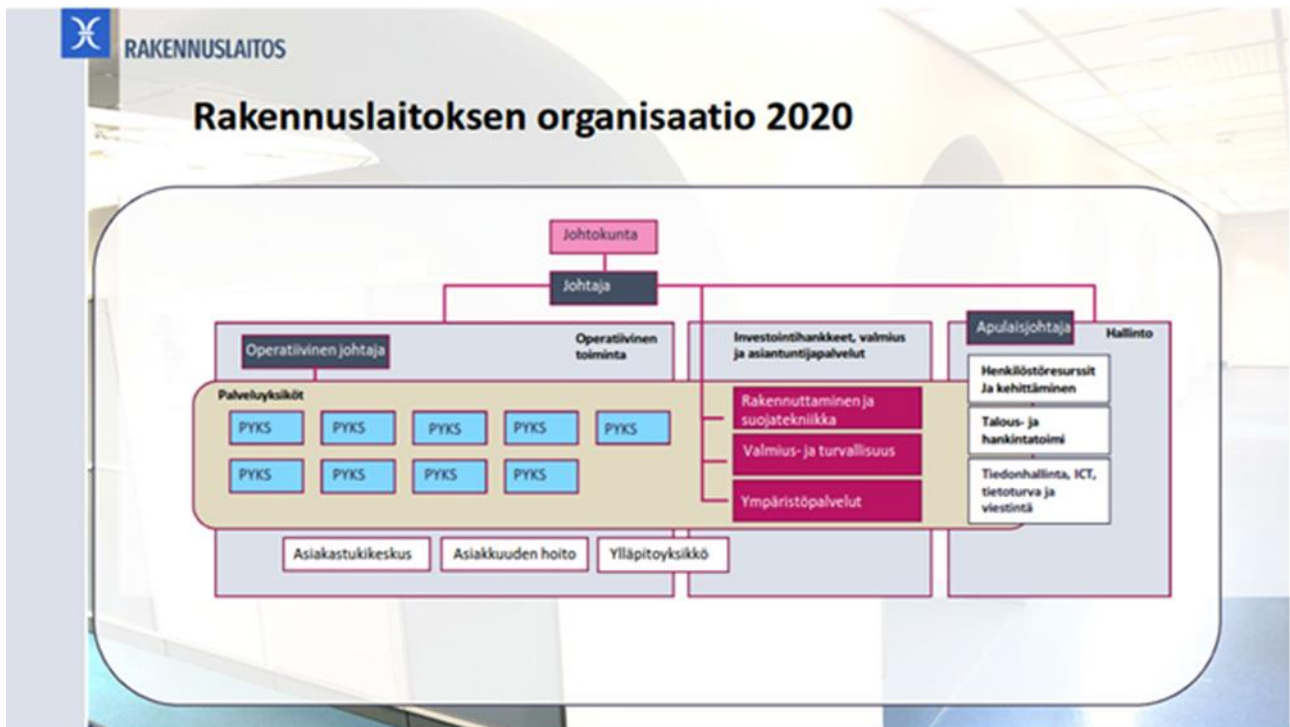 RAKENNUSLAITOS
Rakennuslaitoksen organisaatio 2020
Johtokunta
Johtaja
Operatiivinen johtaja
Operatiivinen
toiminta
Investointihankkeet, valmius
ja asiantuntijapalvelut
Apulaisjohtaja
Hallinto
Palveluyksiköt
PYKS
PYKS
PYKS
PYKS
PYKS
PYKS
PYKS
PYKS
PYKS
Rakennuttaminen ja
suojatekniikka
Valmius- ja turvallisuus
Ympäristöpalvelut
Henkilöstöresurssit
Ja kehittäminen
Talous- ja
hankintatoimi
Tiedonhallinta, ICT,
tietoturva ja
viestintä
Asiakastukikeskus
Asiakkuuden hoito
Ylläpitoyksikkö